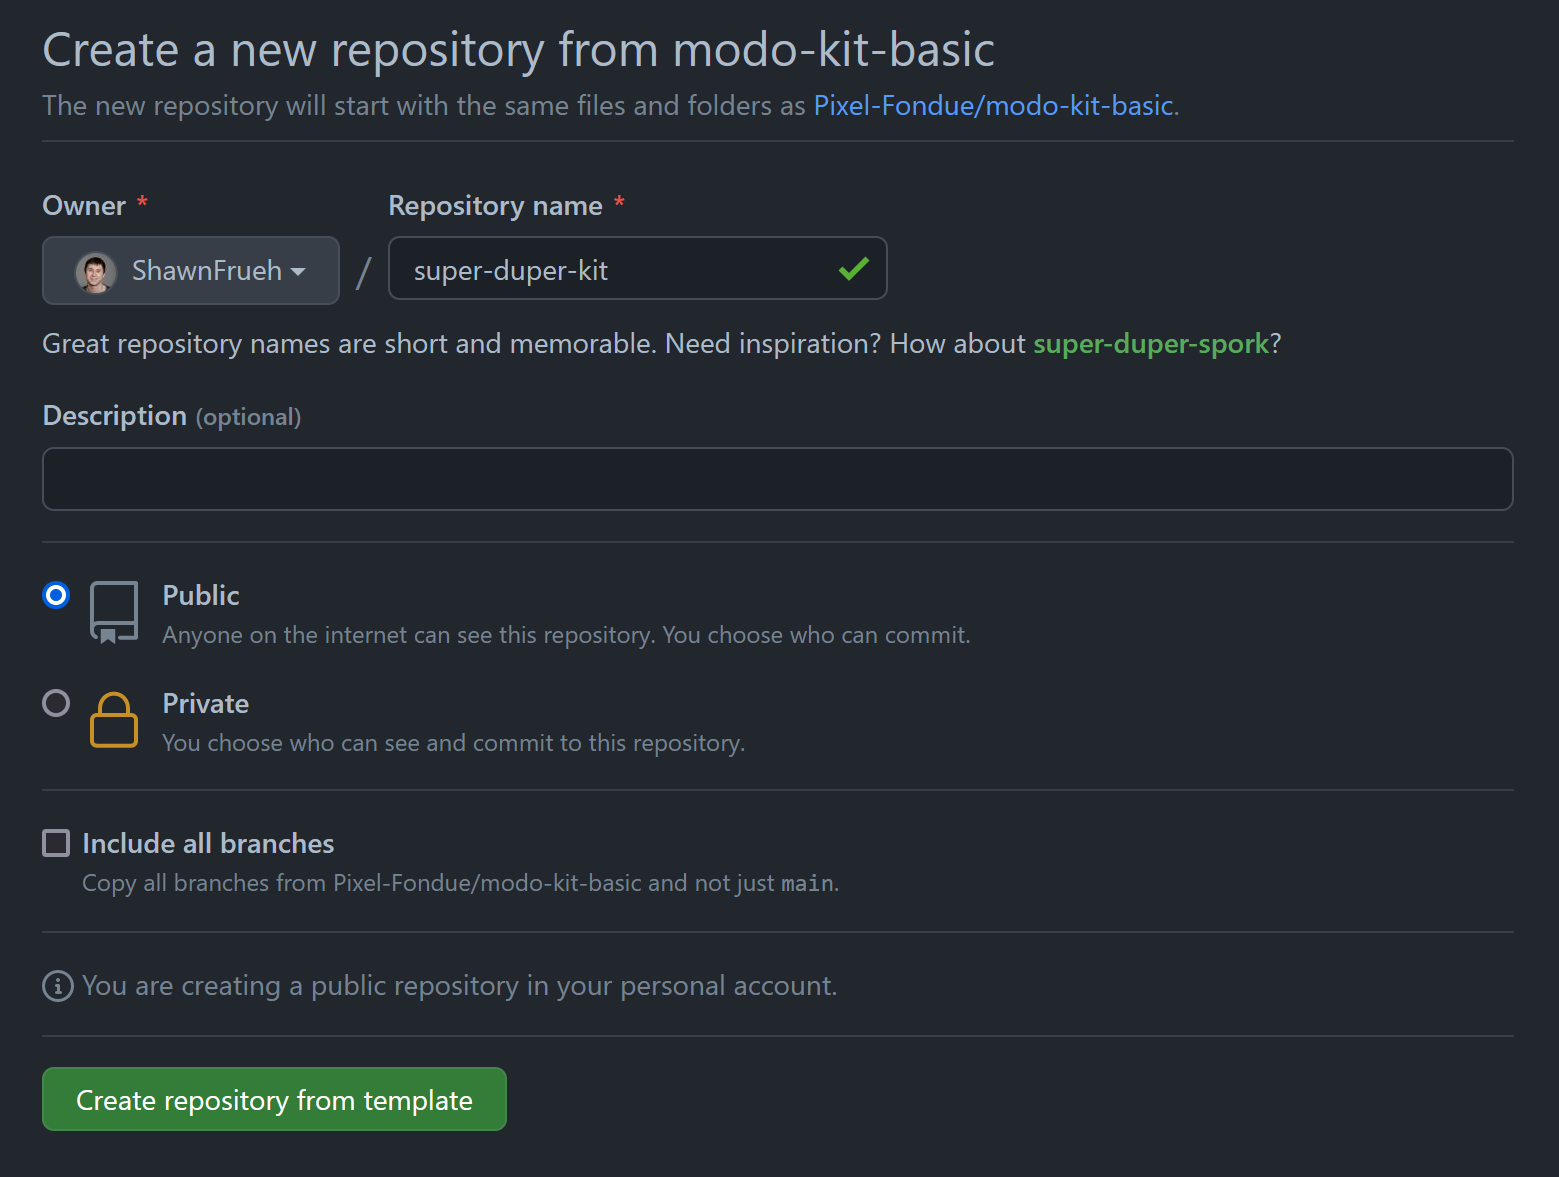 Create a new repository from modo-kit-basic
The new repository will start with the same files and folders as Pixel-Fondue/modo-kit-basic.
Owner *
Repository name *
ShawnFrueh
/
super-duper-kit
Great repository names are short and memorable. Need inspiration? How about super-duper-spork?
Description (optional)
Public
Anyone on the internet can see this repository. You choose who can commit.
Private
You choose who can see and commit to this repository.
Include all branches
Copy all branches from Pixel-Fondue/modo-kit-basic and not just main.
You are creating a public repository in your personal account.
Create repository from template